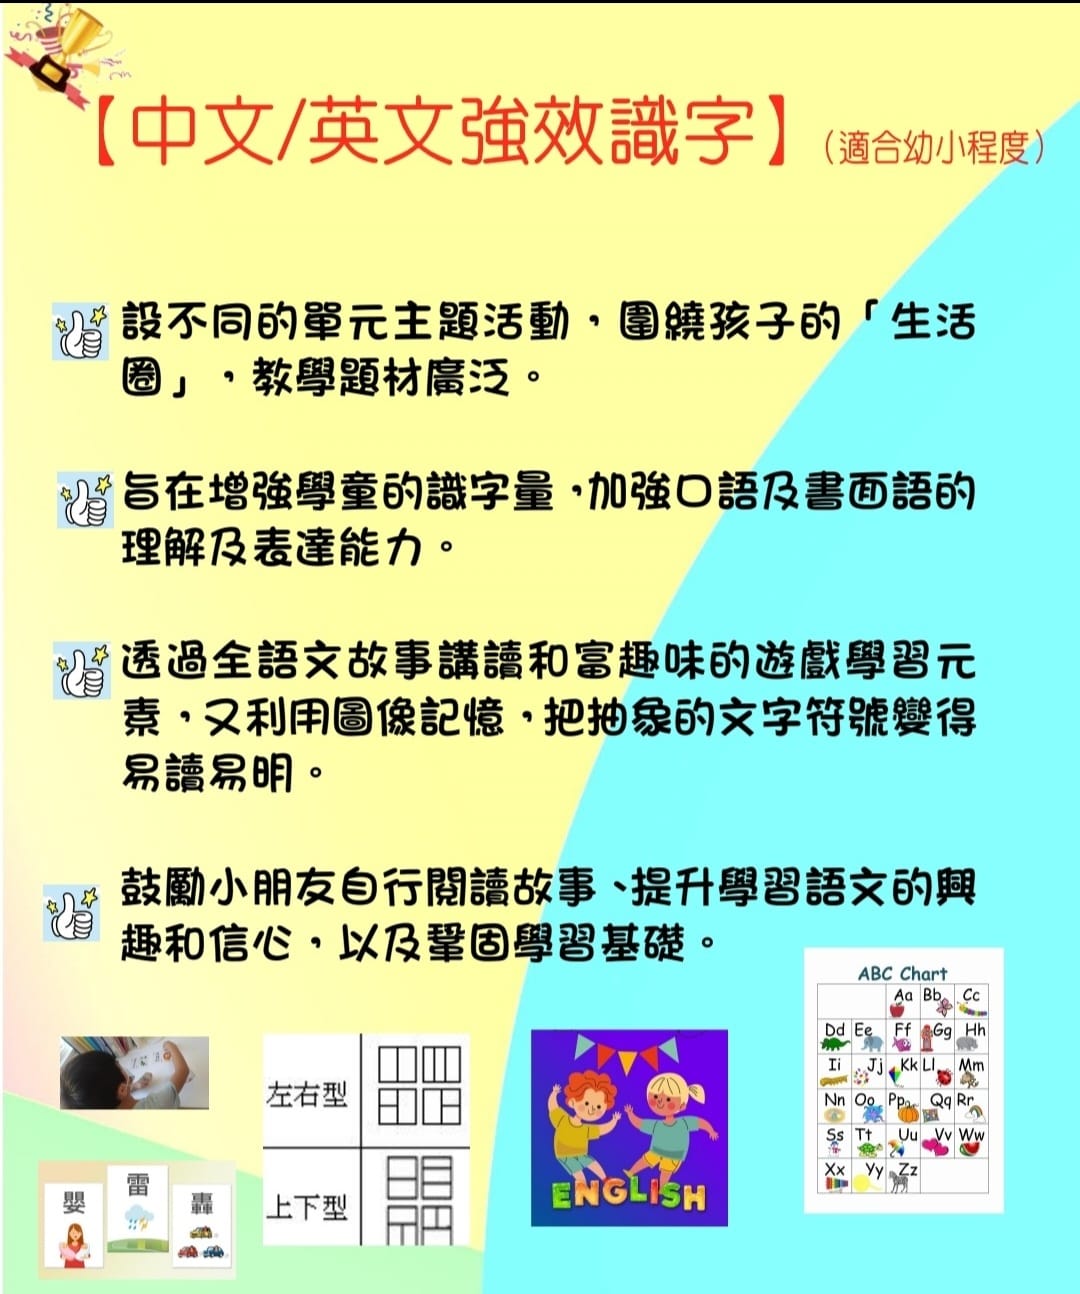 【中文/英文強效識字】（適合幼小程度）
設不同的單元主題活動，圍繞孩子的「生活
圈」，教學題材廣泛。
旨在增強學童的識字量，加強口語及書面語的
理解及表達能力。
透過全語文故事講讀和富趣味的遊戲學習元
素，又利用圖像記憶，把抽象的文字符號變得
易讀易明。
鼓勵小朋友自行閱讀故事、提升學習語文的興
趣和信心，以及鞏固學習基礎。
嬰
雷
轟
左右型
上下型
ENGLISH
ABC Chart
Aa Bb Cc
Dd Ee Ff Gg Hh
Ii Jj Kk Ll Mm
Nn Oo Pp Qq Rr
Ss Tt Uu Vv Ww
Xx Yy Zz